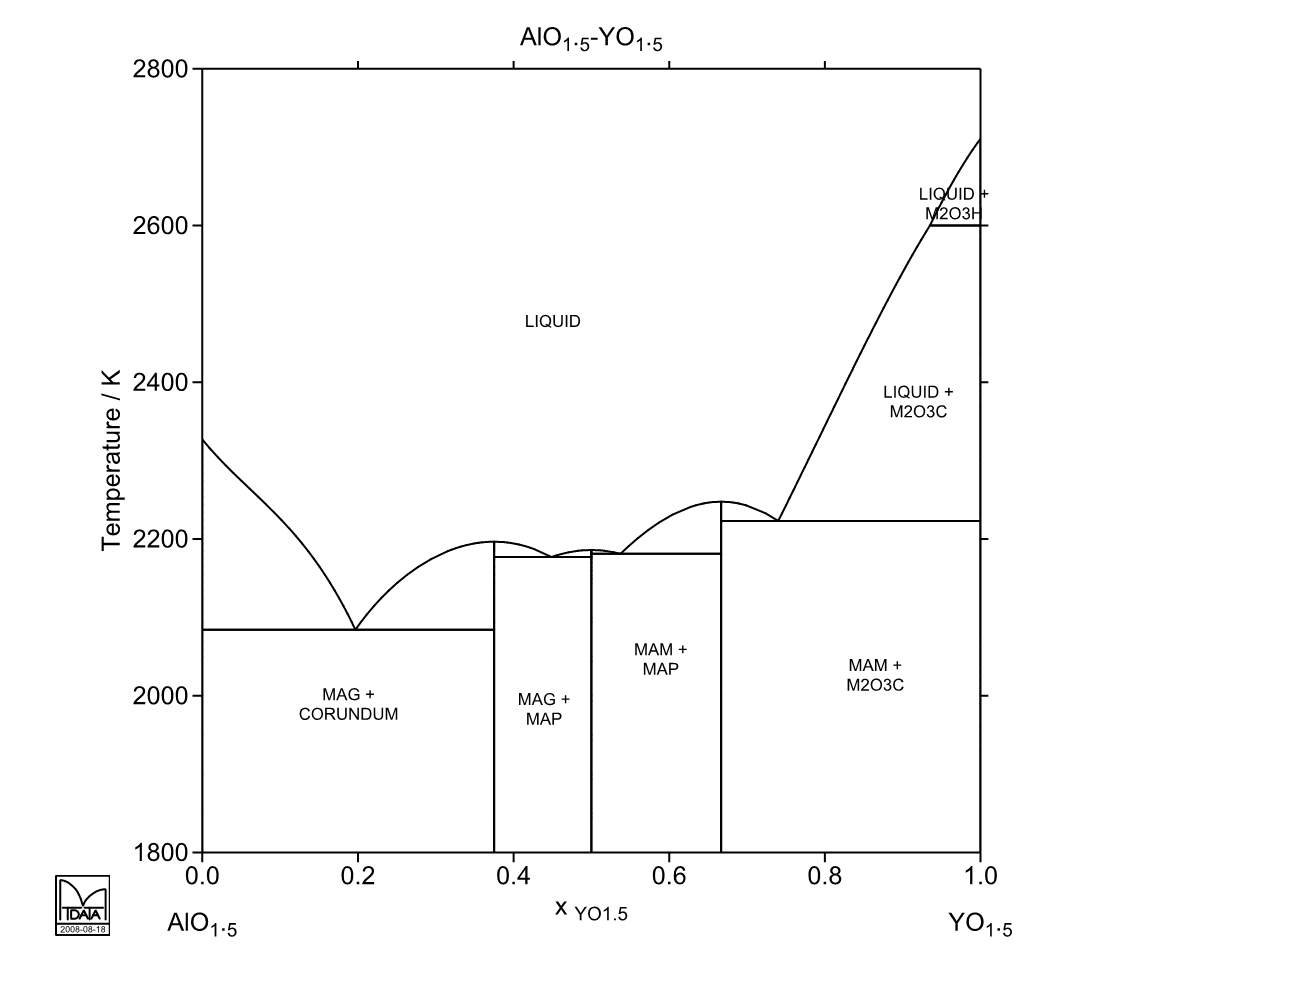 AlO1·5-YO1·5
2800
2600
2400
2200
2000
1800
Temperature / K
LIQUID +
M2O3H
LIQUID
LIQUID +
M2O3C
MAM +
MAP
MAM +
M2O3C
MAG +
CORUNDUM
MAG +
MAP
0.0 0.2 0.4 0.6 0.8 1.0
x YO1.5
AlO1·5 YO1·5
TDATA
2008-08-18